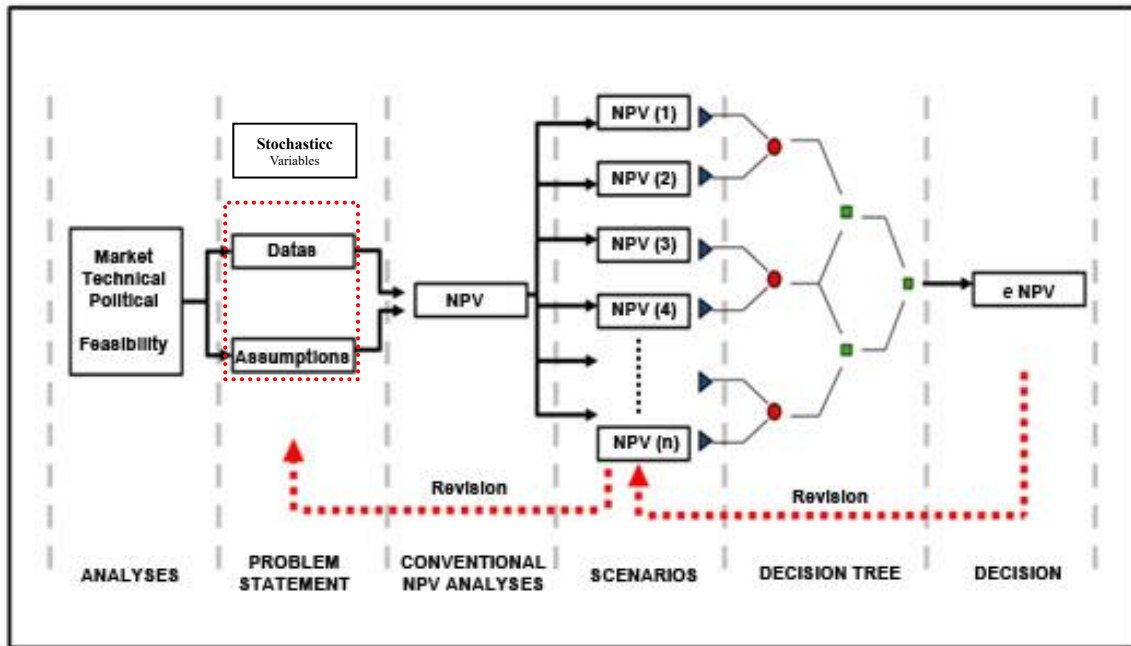 Stochasticc
Variables
Market
Technical
Political
Feasibility
Datas
Assumptions
NPV
NPV (1)
NPV (2)
NPV (3)
NPV (4)
NPV (n)
e NPV
Revision
Revision
ANALYSES
PROBLEM
STATEMENT
CONVENTIONAL
NPV ANALYSES
SCENARIOS
DECISION TREE
DECISION